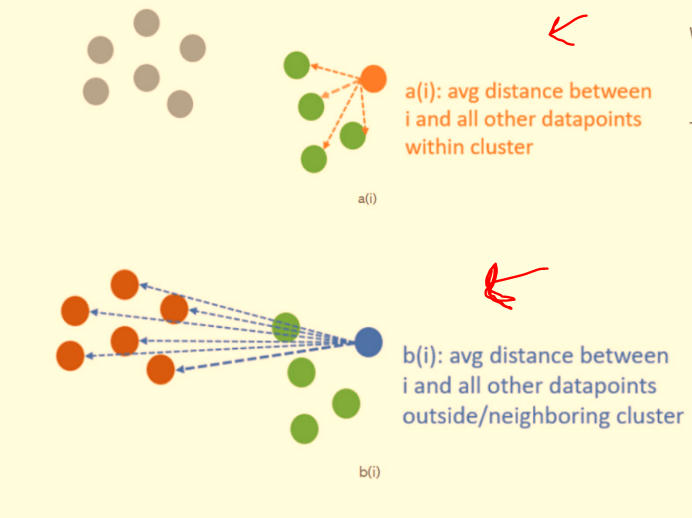 a(i): avg distance between
i and all other datapoints
within cluster
a(i)
b(i): avg distance between
i and all other datapoints
outside/neighboring cluster
b(i)